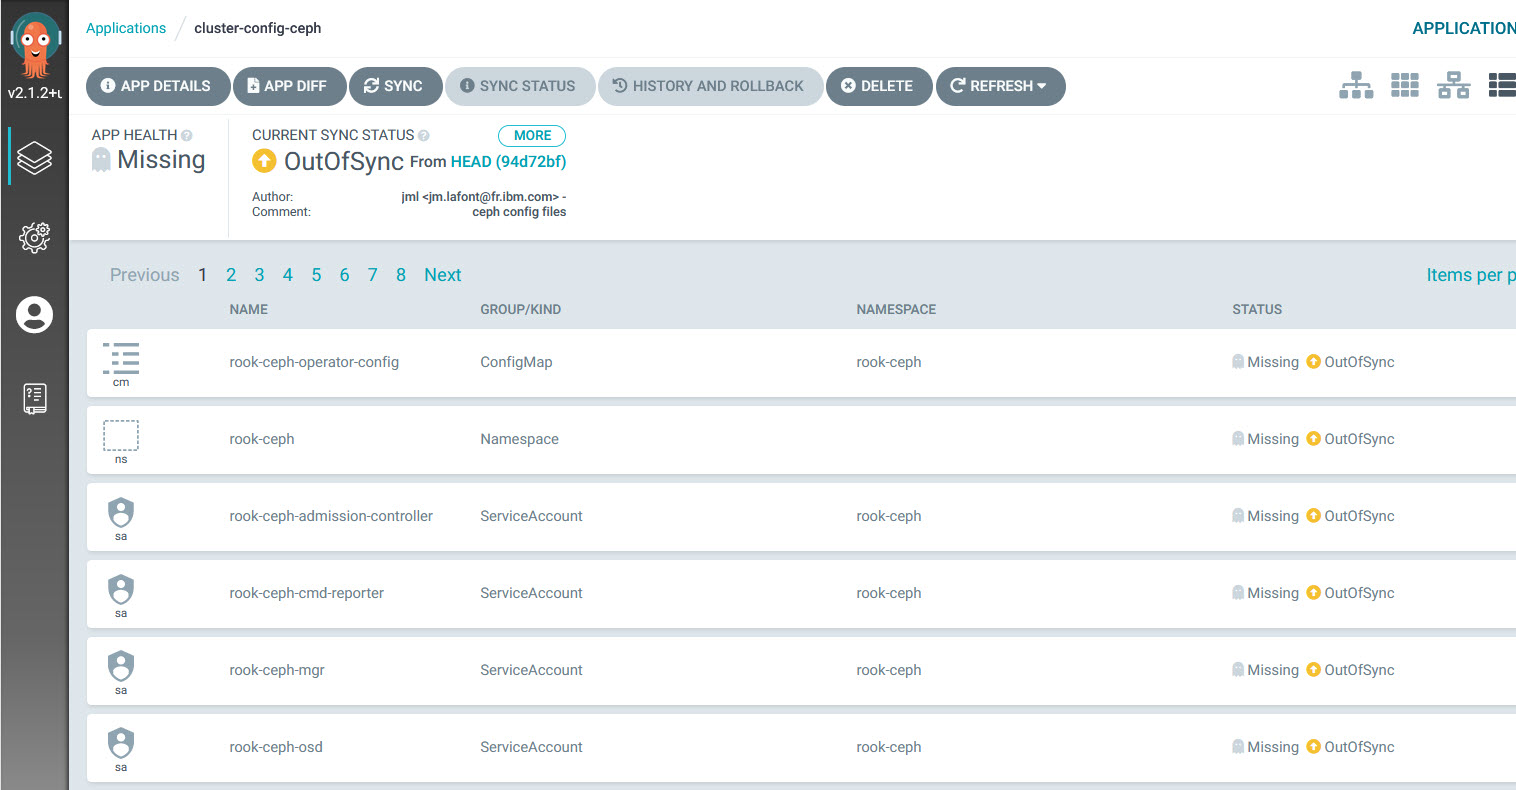 Applications / cluster-config-ceph
APPLICATION
v2.1.2+
APP DETAILS APP DIFF SYNC SYNC STATUS HISTORY AND ROLLBACK DELETE REFRESH
APP HEALTH
Missing
CURRENT SYNC STATUS MORE
OutOfSync From HEAD (94d72bf)
Author: jml <jm.lafont@fr.ibm.com> -
Comment: ceph config files
Previous 1 2 3 4 5 6 7 8 Next
Items per p
NAME GROUP/KIND NAMESPACE STATUS
rook-ceph-operator-config ConfigMap rook-ceph Missing OutOfSync
cm
rook-ceph Namespace Missing OutOfSync
ns
rook-ceph-admission-controller ServiceAccount rook-ceph Missing OutOfSync
sa
rook-ceph-cmd-reporter ServiceAccount rook-ceph Missing OutOfSync
sa
rook-ceph-mgr ServiceAccount rook-ceph Missing OutOfSync
sa
rook-ceph-osd ServiceAccount rook-ceph Missing OutOfSync
sa